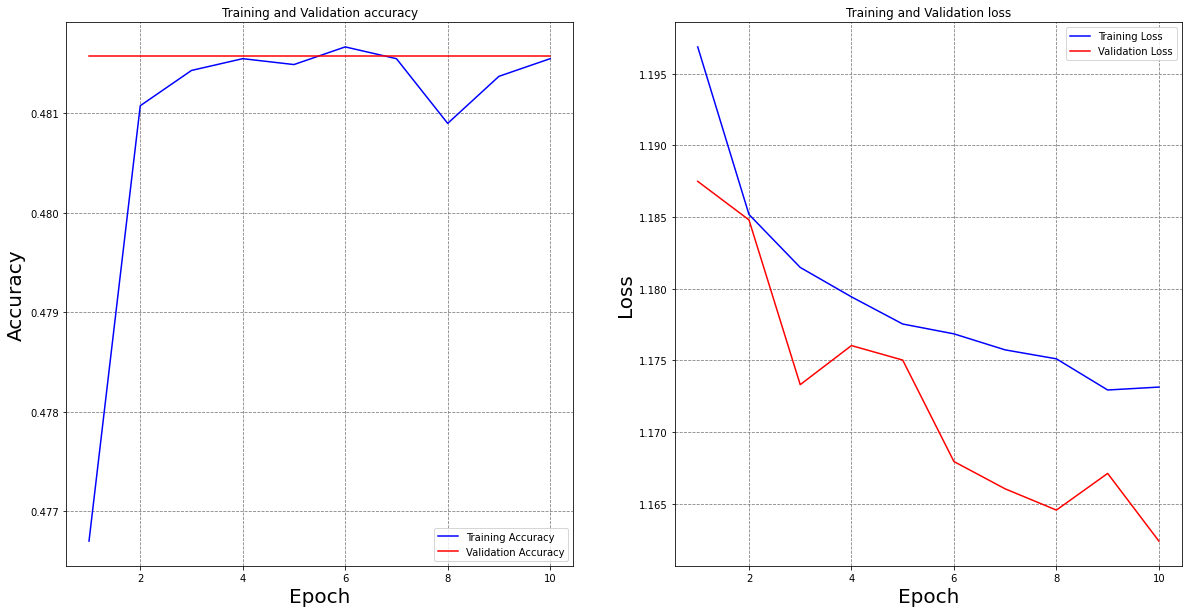 Training and Validation accuracy
0.481
0.480
0.479
0.478
0.477
Accuracy
2 4 6 8 10
Epoch
Training Accuracy
Validation Accuracy
Training and Validation loss
1.195
1.190
1.185
1.180
1.175
1.170
1.165
Loss
2 4 6 8 10
Epoch
Training Loss
Validation Loss